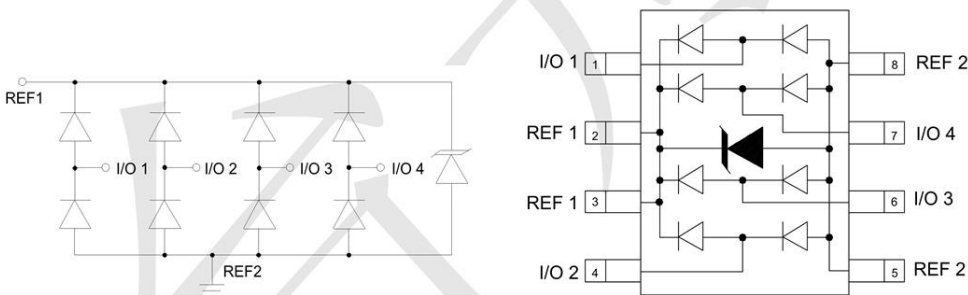 REF1
I/O 1
I/O 2
I/O 3
I/O 4
REF2
I/O 1 1
8 REF 2
REF 1 2
7 I/O 4
REF 1 3
6 I/O 3
I/O 2 4
5 REF 2